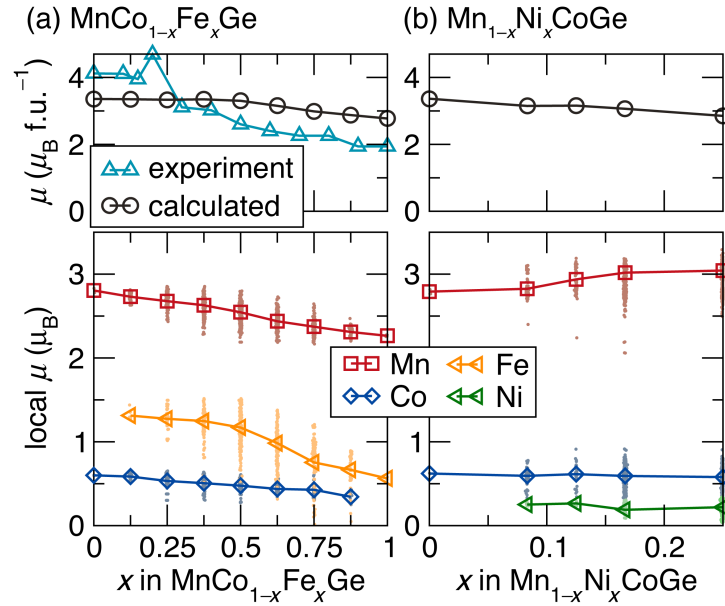 (a) MnCo₁₋ₓFeₓGe
(b) Mn₁₋ₓNiₓCoGe
μ (μB f.u.⁻¹)
4
2
0
experiment
calculated
4
2
0
local μ (μB)
3
2
1
0
Mn
Fe
Co
Ni
3
2
1
0
0 0.25 0.5 0.75 1
0 0.1 0.2
x in MnCo₁₋ₓFeₓGe
x in Mn₁₋ₓNiₓCoGe